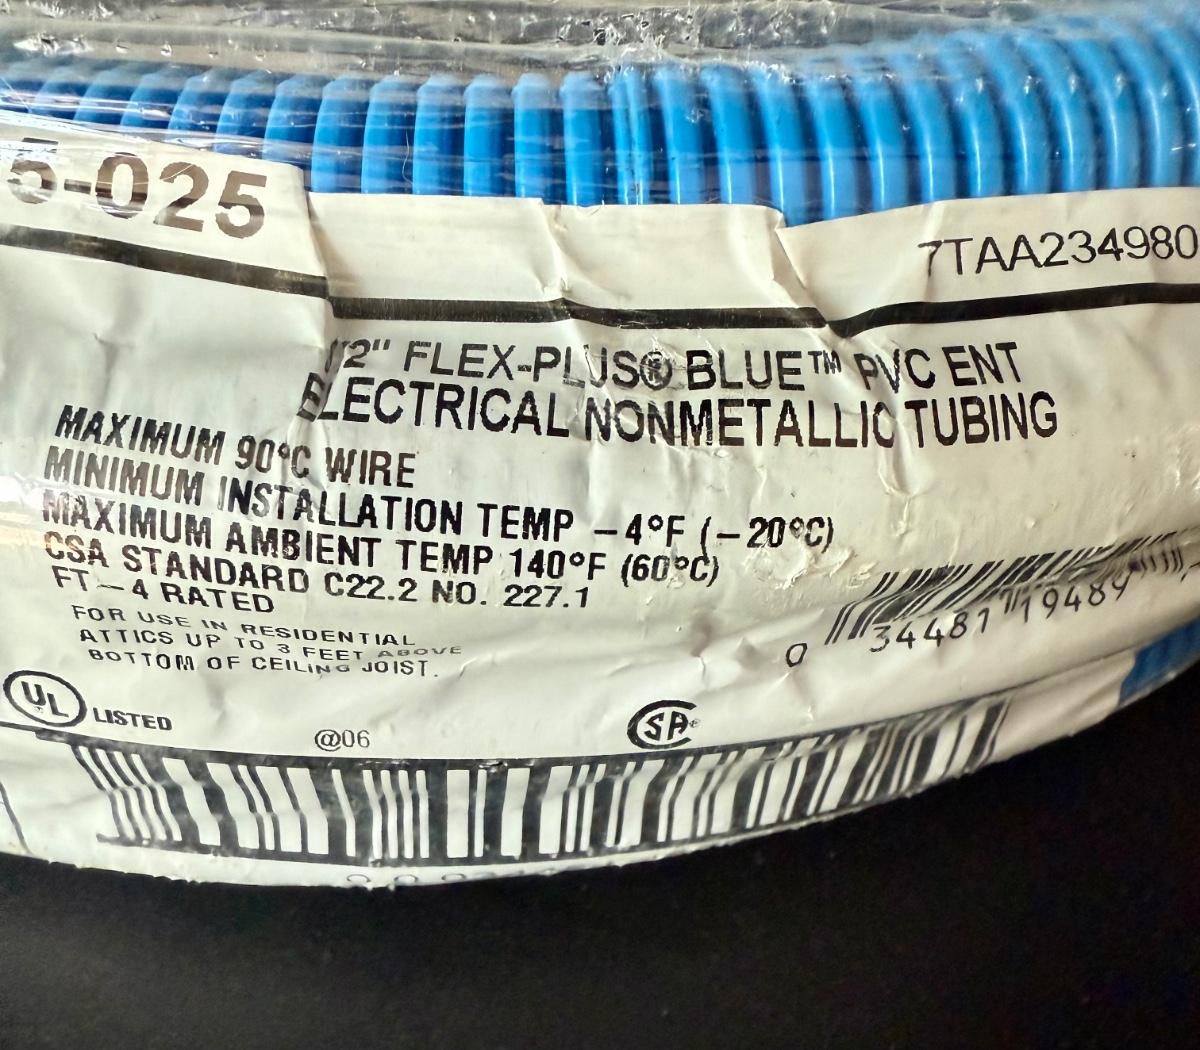 5-025
7TAA234980
1/2" FLEX-PLUS® BLUE™ PVC ENT
ELECTRICAL NONMETALLIC TUBING
MAXIMUM 90°C WIRE
MINIMUM INSTALLATION TEMP -4°F (-20°C)
MAXIMUM AMBIENT TEMP 140°F (60°C)
CSA STANDARD C22.2 NO. 227.1
FT-4 RATED
FOR USE IN RESIDENTIAL
ATTICS UP TO 3 FEET ABOVE
BOTTOM OF CEILING JOIST.
0 34481 19489
UL LISTED
@06
SA